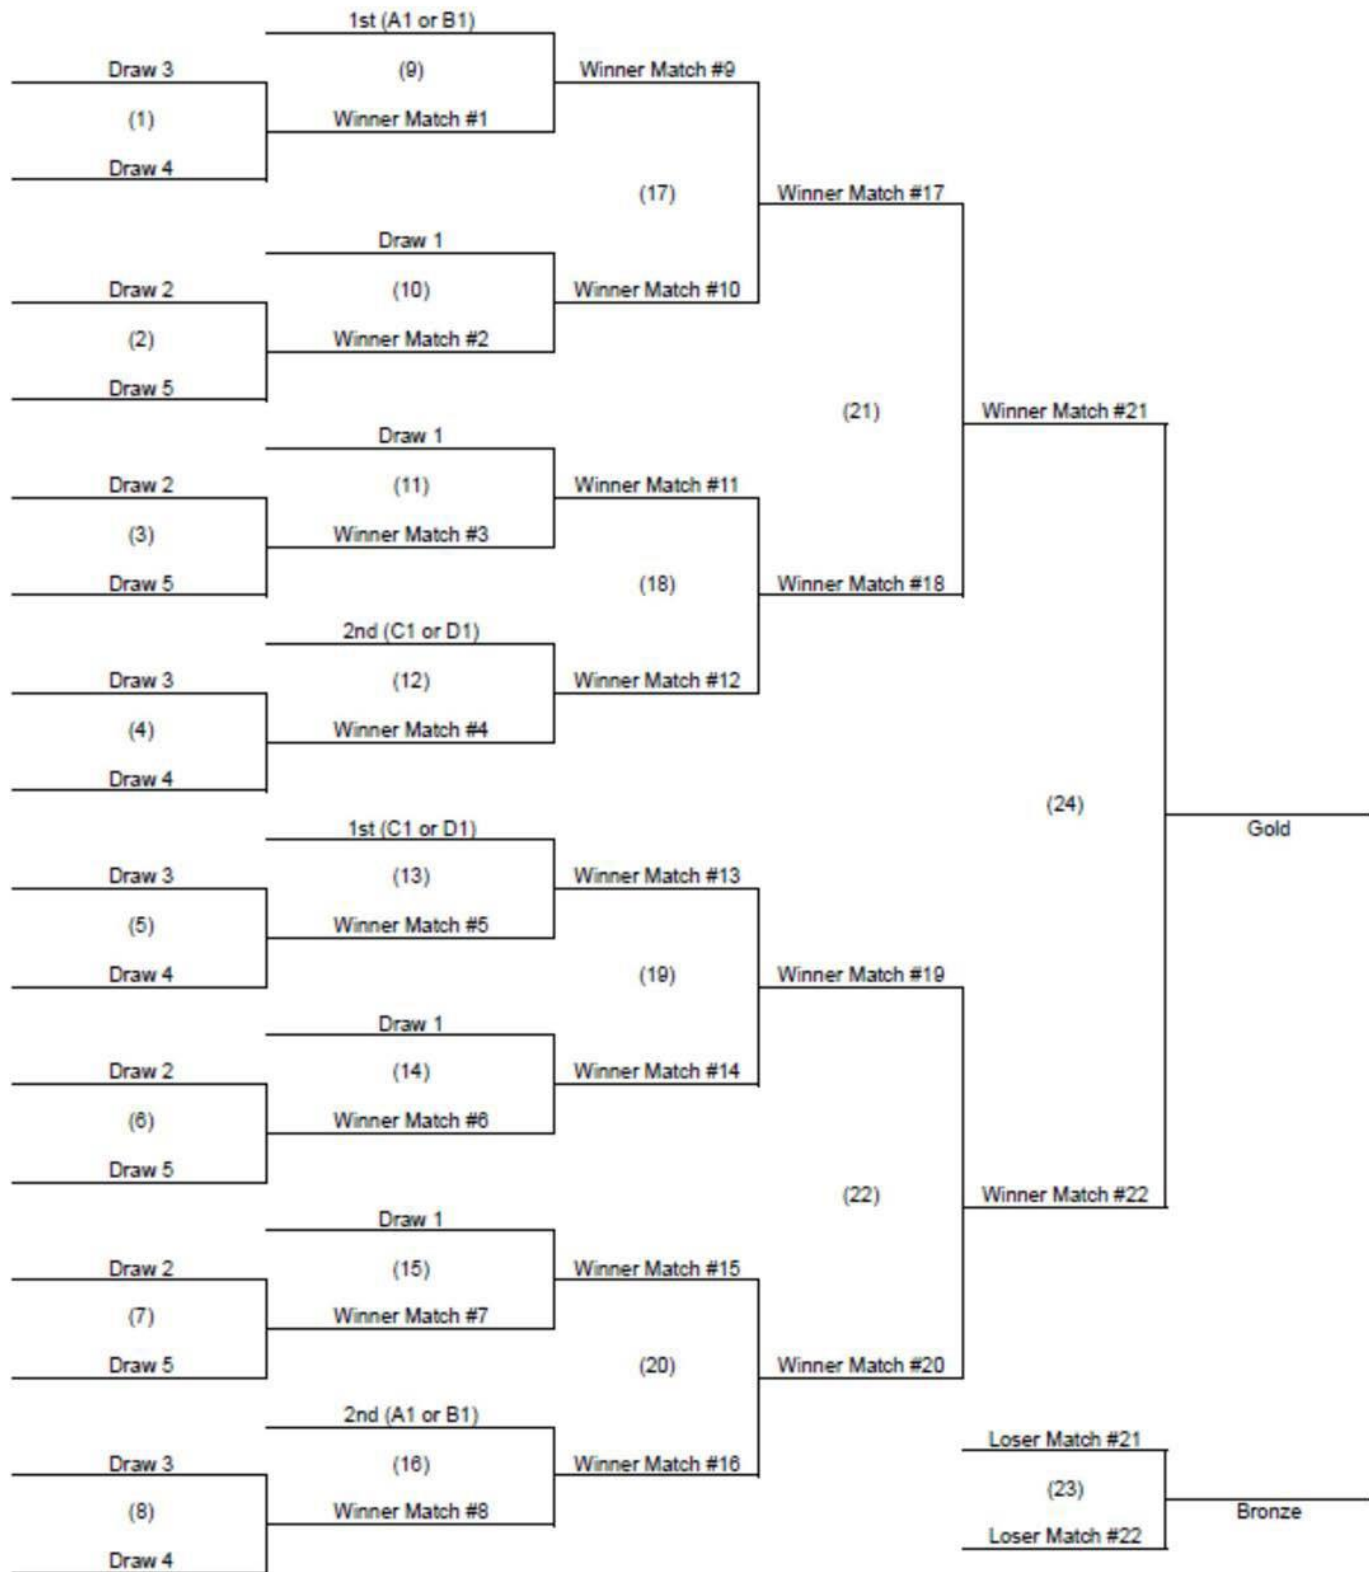 1st (A1 or B1)
Draw 3
(9)
Winner Match #9
(1)
Winner Match #1
Draw 4
(17)
Winner Match #17
Draw 1
Draw 2
(10)
Winner Match #10
(2)
Winner Match #2
Draw 5
(21)
Winner Match #21
Draw 1
Draw 2
(11)
Winner Match #11
(3)
Winner Match #3
Draw 5
(18)
Winner Match #18
2nd (C1 or D1)
Draw 3
(12)
Winner Match #12
(4)
Winner Match #4
Draw 4
(24)
Gold
1st (C1 or D1)
Draw 3
(13)
Winner Match #13
(5)
Winner Match #5
Draw 4
(19)
Winner Match #19
Draw 1
Draw 2
(14)
Winner Match #14
(6)
Winner Match #6
Draw 5
(22)
Winner Match #22
Draw 1
Draw 2
(15)
Winner Match #15
(7)
Winner Match #7
Draw 5
(20)
Winner Match #20
2nd (A1 or B1)
Draw 3
(16)
Winner Match #16
(8)
Winner Match #8
Draw 4
Loser Match #21
(23)
Bronze
Loser Match #22